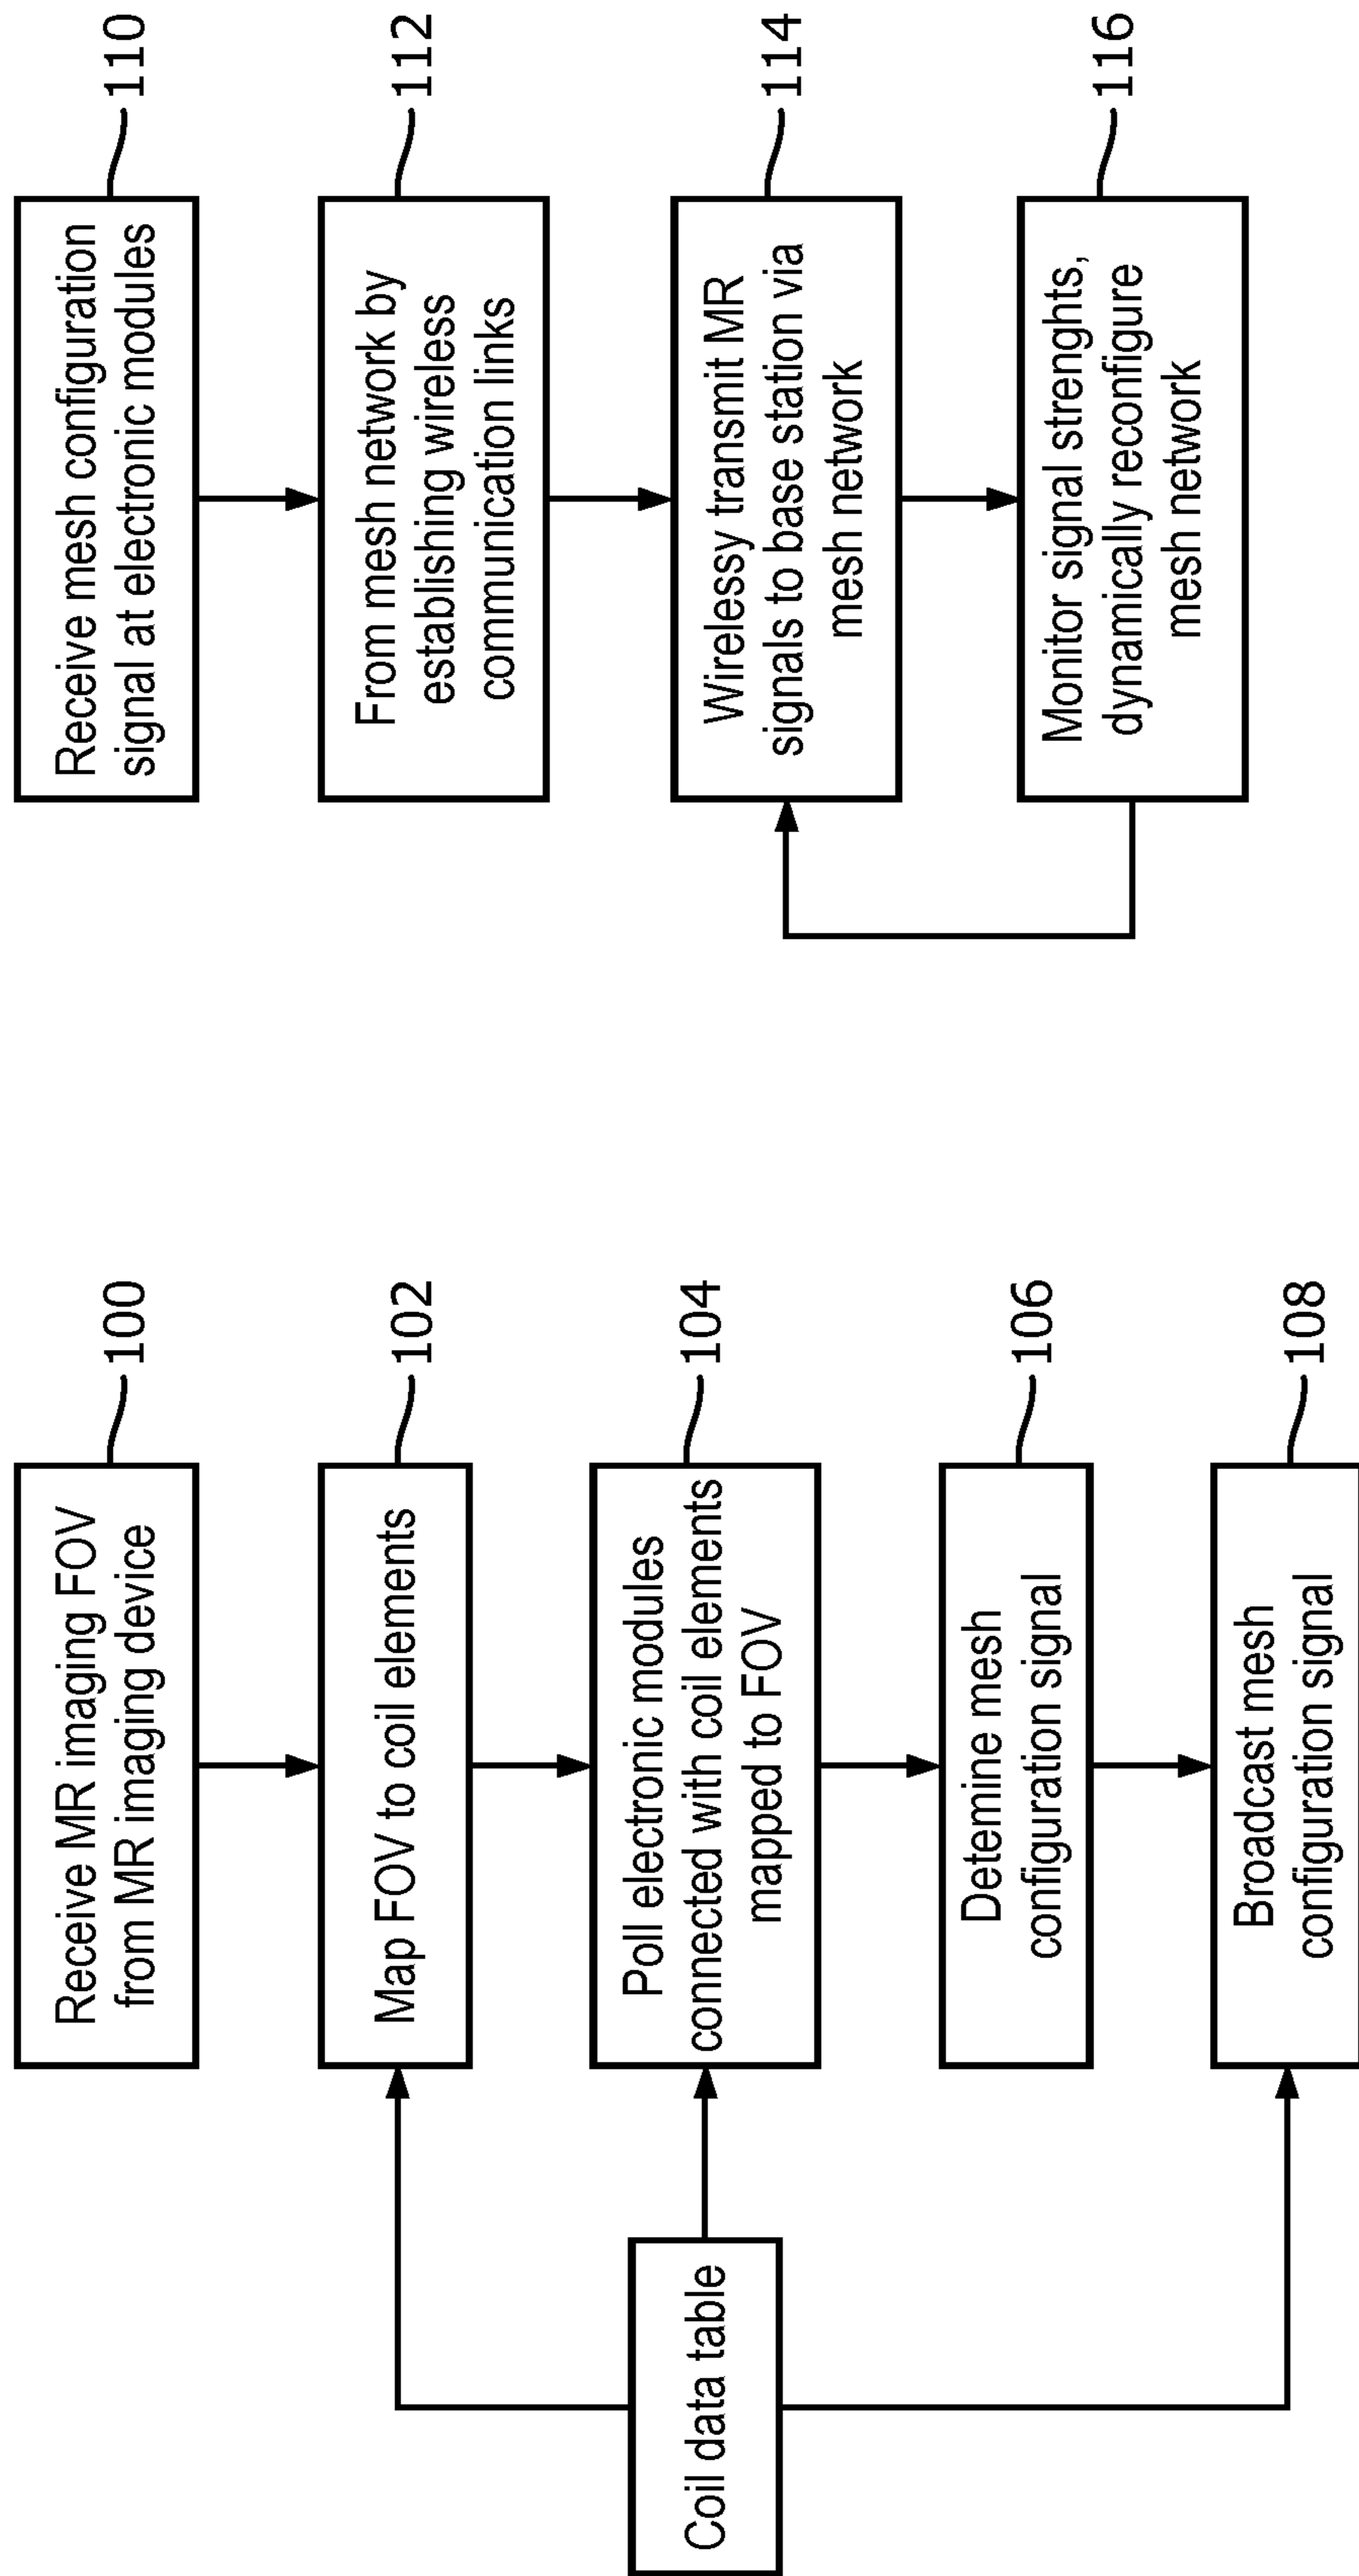 Coil data table
Receive MR imaging FOV
from MR imaging device
100
Map FOV to coil elements
102
Poll electronic modules
connected with coil elements
mapped to FOV
104
Detemine mesh
configuration signal
106
Broadcast mesh
configuration signal
108
Receive mesh configuration
signal at electronic modules
110
From mesh network by
establishing wireless
communication links
112
Wirelessy transmit MR
signals to base station via
mesh network
114
Monitor signal strenghts,
dynamically reconfigure
mesh network
116